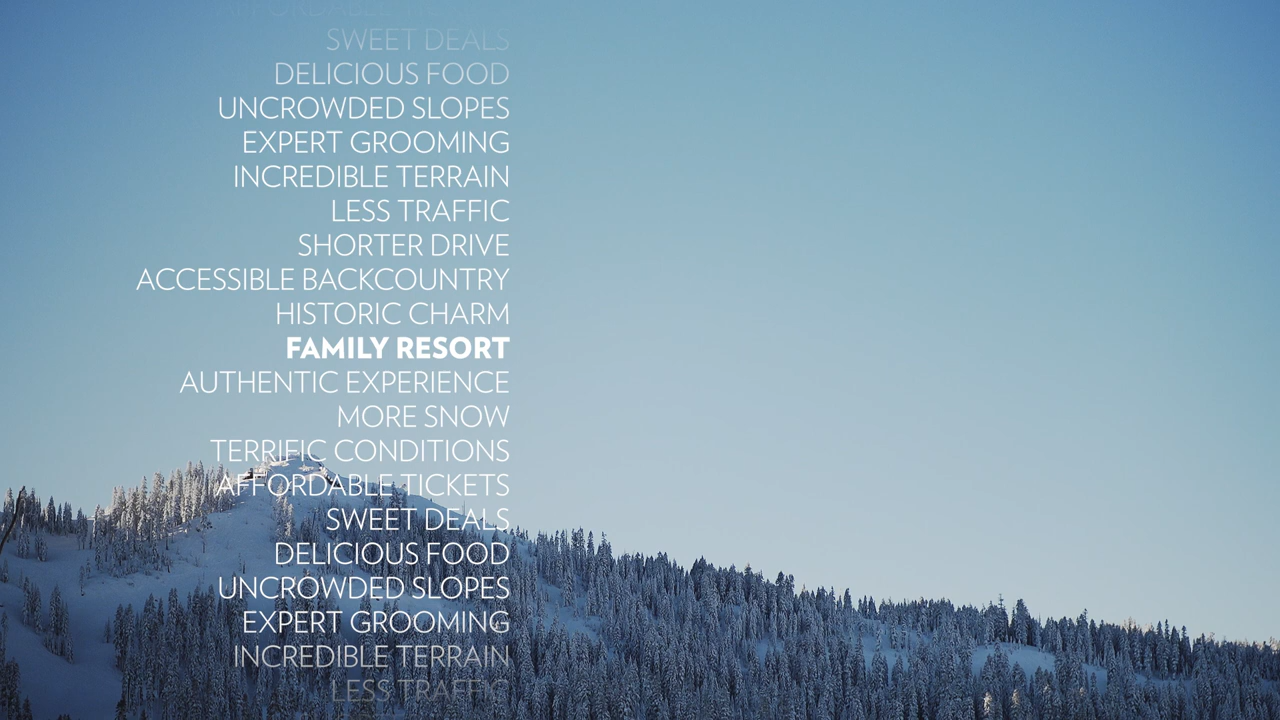 AFFORDABLE TICKETS
SWEET DEALS
DELICIOUS FOOD
UNCROWDED SLOPES
EXPERT GROOMING
INCREDIBLE TERRAIN
LESS TRAFFIC
SHORTER DRIVE
ACCESSIBLE BACKCOUNTRY
HISTORIC CHARM
FAMILY RESORT
AUTHENTIC EXPERIENCE
MORE SNOW
TERRIFIC CONDITIONS
AFFORDABLE TICKETS
SWEET DEALS
DELICIOUS FOOD
UNCROWDED SLOPES
EXPERT GROOMING
INCREDIBLE TERRAIN
LESS TRAFFIC